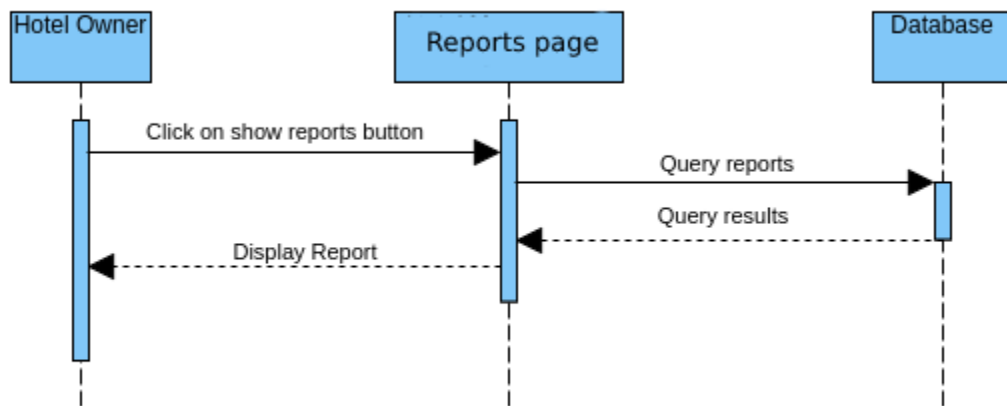 Hotel Owner
Reports page
Database
Click on show reports button
Query reports
Query results
Display Report